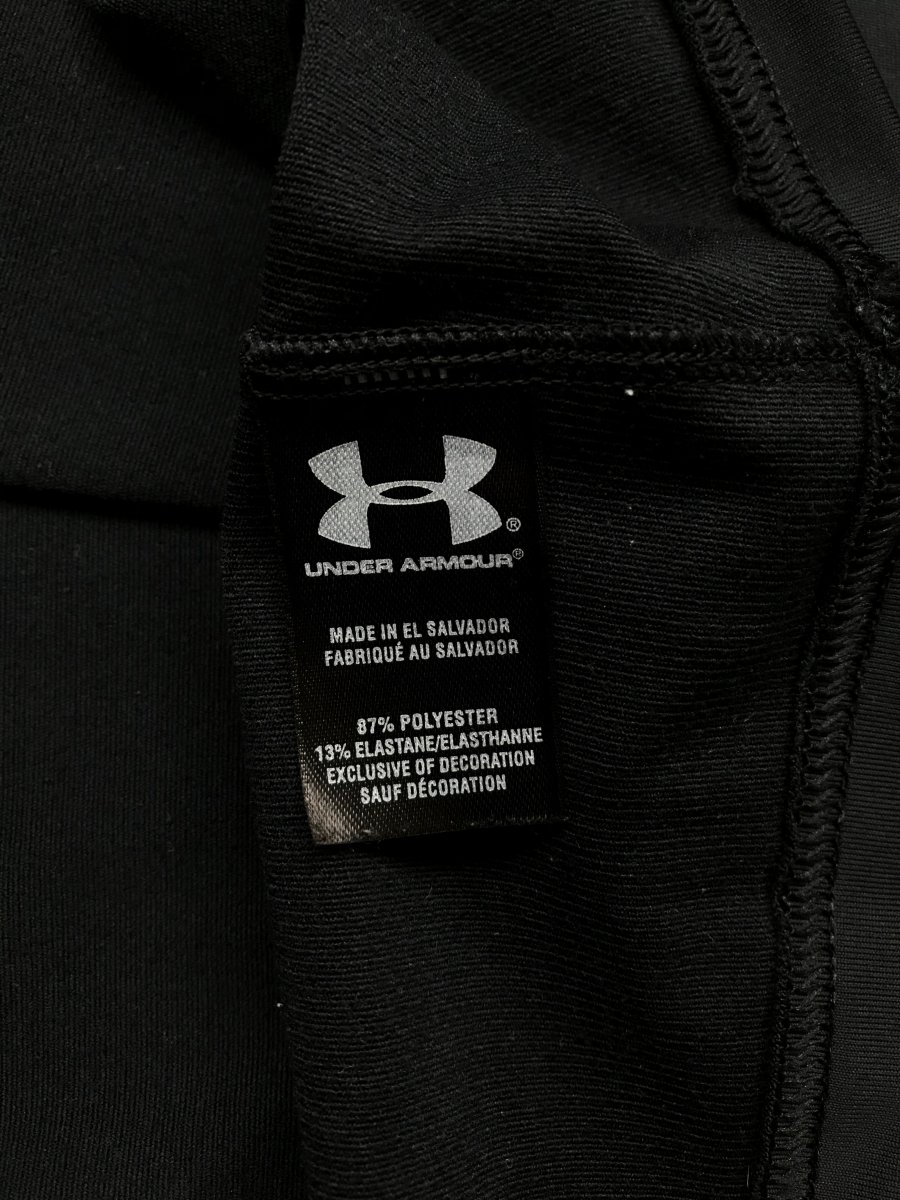 ®
UNDER ARMOUR®
MADE IN EL SALVADOR
FABRIQUÉ AU SALVADOR
87% POLYESTER
13% ELASTANE/ELASTHANNE
EXCLUSIVE OF DECORATION
SAUF DÉCORATION